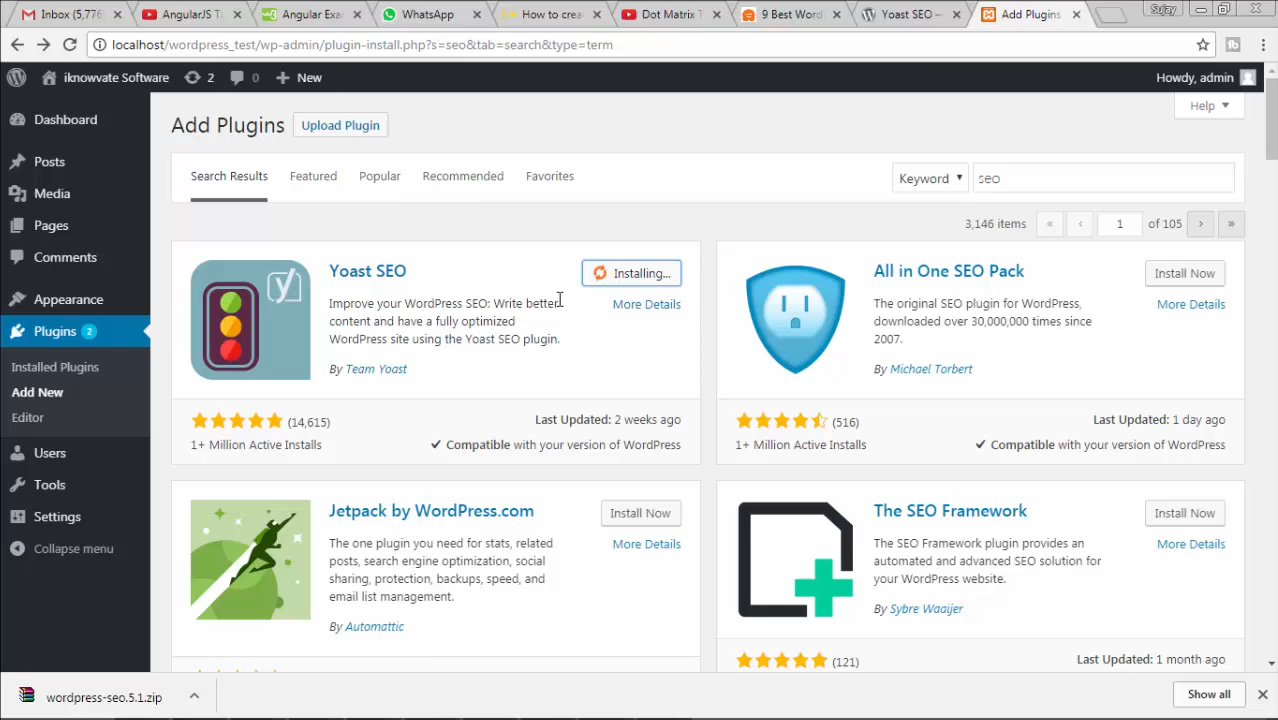 Inbox (5,776
AngularJS T
Angular Exa
WhatsApp
How to crea
Dot Matrix T
9 Best Word
Yoast SEO —
Add Plugins
Sujay
localhost/wordpress_test/wp-admin/plugin-install.php?s=seo&tab=search&type=term
iknowvate Software
2
0
New
Howdy, admin
Dashboard
Posts
Media
Pages
Comments
Appearance
Plugins 2
Installed Plugins
Add New
Editor
Users
Tools
Settings
Collapse menu
Help
Add Plugins
Upload Plugin
Search Results
Featured
Popular
Recommended
Favorites
Keyword
seo
3,146 items
«
‹
1
of 105
›
»
Yoast SEO
Installing...
More Details
Improve your WordPress SEO: Write better
content and have a fully optimized
WordPress site using the Yoast SEO plugin.
By Team Yoast
(14,615)
Last Updated: 2 weeks ago
1+ Million Active Installs
Compatible with your version of WordPress
All in One SEO Pack
Install Now
More Details
The original SEO plugin for WordPress,
downloaded over 30,000,000 times since
2007.
By Michael Torbert
(516)
Last Updated: 1 day ago
1+ Million Active Installs
Compatible with your version of WordPress
Jetpack by WordPress.com
Install Now
More Details
The one plugin you need for stats, related
posts, search engine optimization, social
sharing, protection, backups, speed, and
email list management.
By Automattic
The SEO Framework
Install Now
More Details
The SEO Framework plugin provides an
automated and advanced SEO solution for
your WordPress website.
By Sybre Waaijer
(121)
Last Updated: 1 month ago
wordpress-seo.5.1.zip
Show all